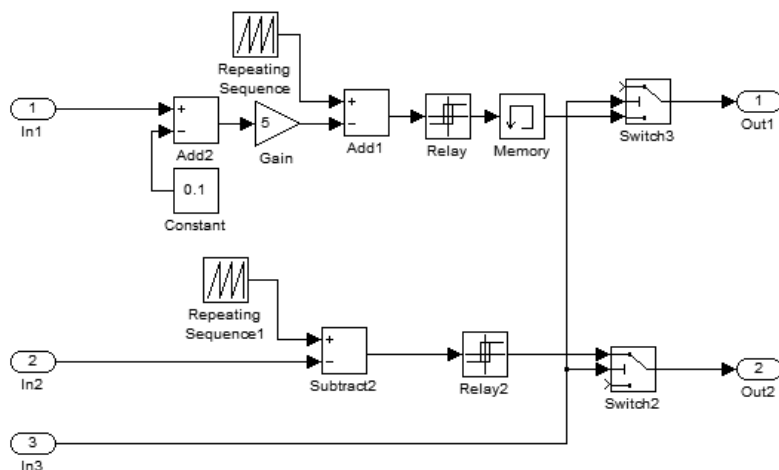 Repeating
Sequence
1
In1
+
−
Add2
5
Gain
+
−
Add1
Relay
Memory
Switch3
1
Out1
0.1
Constant
Repeating
Sequence1
2
In2
+
−
Subtract2
Relay2
Switch2
2
Out2
3
In3